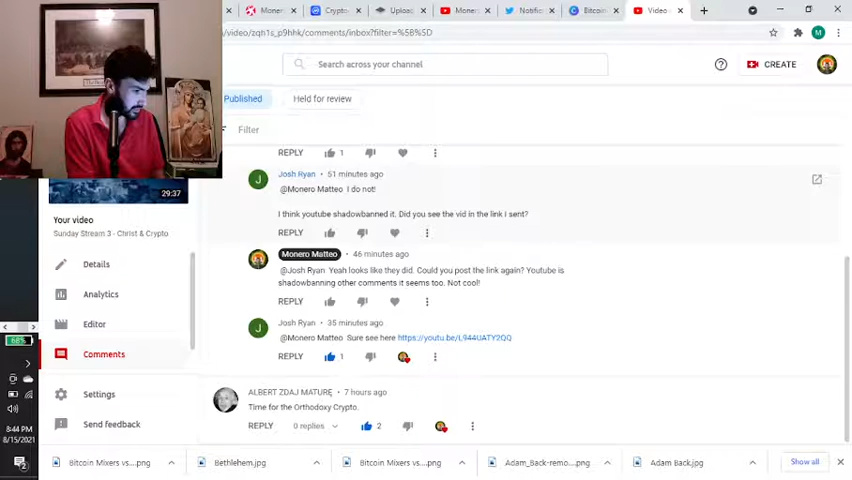 Moner
Crypto
Uploac
Moner
Notific
Bitcoin
Video
/video/zqh1s_p9hhk/comments/inbox?filter=%5B%5D
M
Search across your channel
CREATE
Published
Held for review
Filter
REPLY 1
29:37
Josh Ryan • 51 minutes ago
J
@Monero Matteo I do not!
I think youtube shadowbanned it. Did you see the vid in the link I sent?
REPLY
Your video
Sunday Stream 3 - Christ & Crypto
Monero Matteo • 46 minutes ago
@Josh Ryan Yeah looks like they did. Could you post the link again? Youtube is
shadowbanning other comments it seems too. Not cool!
REPLY
Details
Analytics
Editor
Comments
Settings
Send feedback
Josh Ryan • 35 minutes ago
J
@Monero Matteo Sure see here https://youtu.be/L944UATY2QQ
REPLY 1
ALBERT ZDAJ MATURĘ • 7 hours ago
Time for the Orthodoxy Crypto.
REPLY 0 replies 2
68%
8:44 PM
8/15/2021
2
Bitcoin Mixers vs....png
Bethlehem.jpg
Bitcoin Mixers vs....png
Adam_Back-remo....png
Adam Back.jpg
Show all